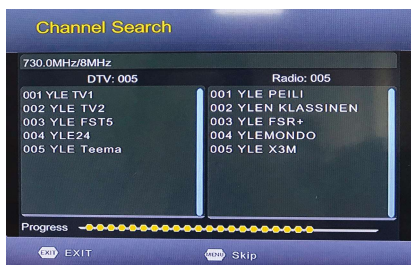 Channel Search
730.0MHz/8MHz
DTV: 005
Radio: 005
001 YLE TV1
002 YLE TV2
003 YLE FST5
004 YLE24
005 YLE Teema
001 YLE PEILI
002 YLEN KLASSINEN
003 YLE FSR+
004 YLEMONDO
005 YLE X3M
Progress
EXIT EXIT
MENU Skip